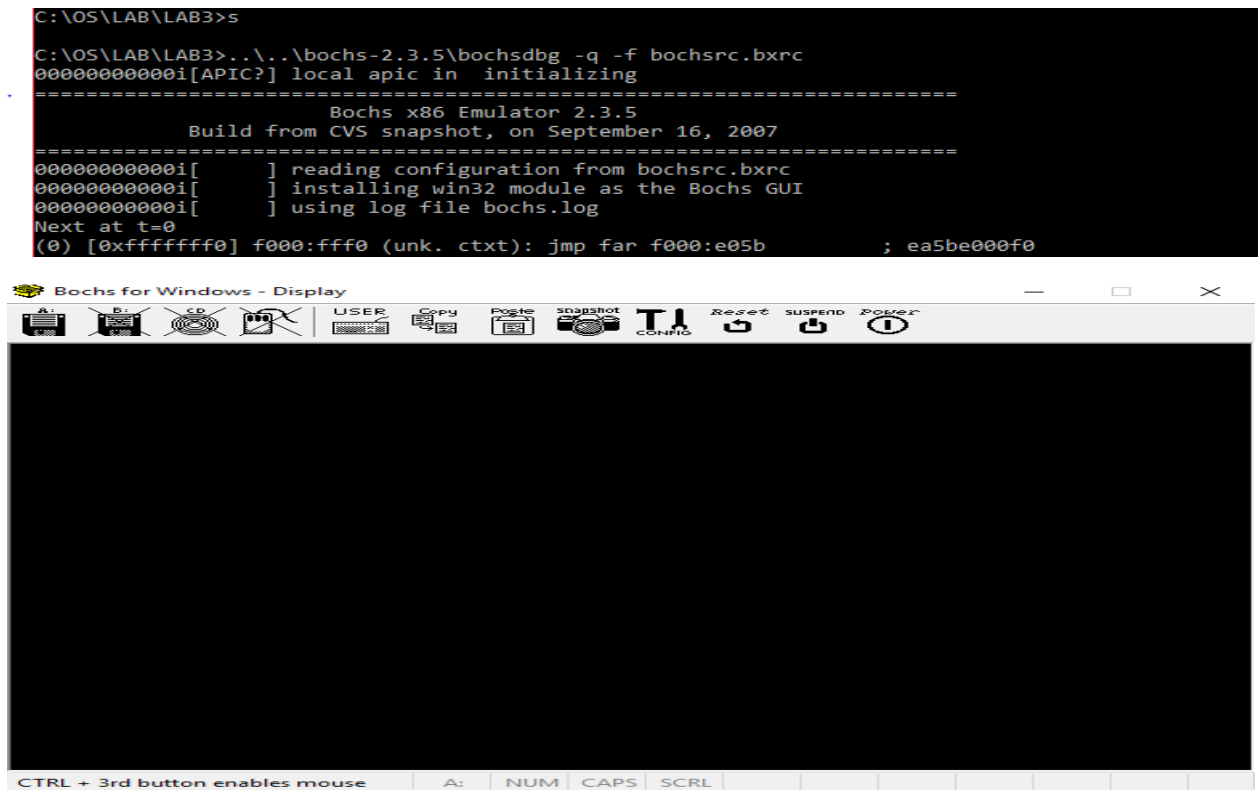 C:\OS\LAB\LAB3>s
C:\OS\LAB\LAB3>..\..\bochs-2.3.5\bochsdbg -q -f bochsrc.bxrc
00000000000i[APIC?] local apic in  initializing
========================================================================
Bochs x86 Emulator 2.3.5
Build from CVS snapshot, on September 16, 2007
========================================================================
00000000000i[     ] reading configuration from bochsrc.bxrc
00000000000i[     ] installing win32 module as the Bochs GUI
00000000000i[     ] using log file bochs.log
Next at t=0
(0) [0xfffffff0] f000:fff0 (unk. ctxt): jmp far f000:e05b          ; ea5be000f0
Bochs for Windows - Display
A: B: CD USER Copy Paste snapshot CONFIG Reset SUSPEND Power
CTRL + 3rd button enables mouse A: NUM CAPS SCRL